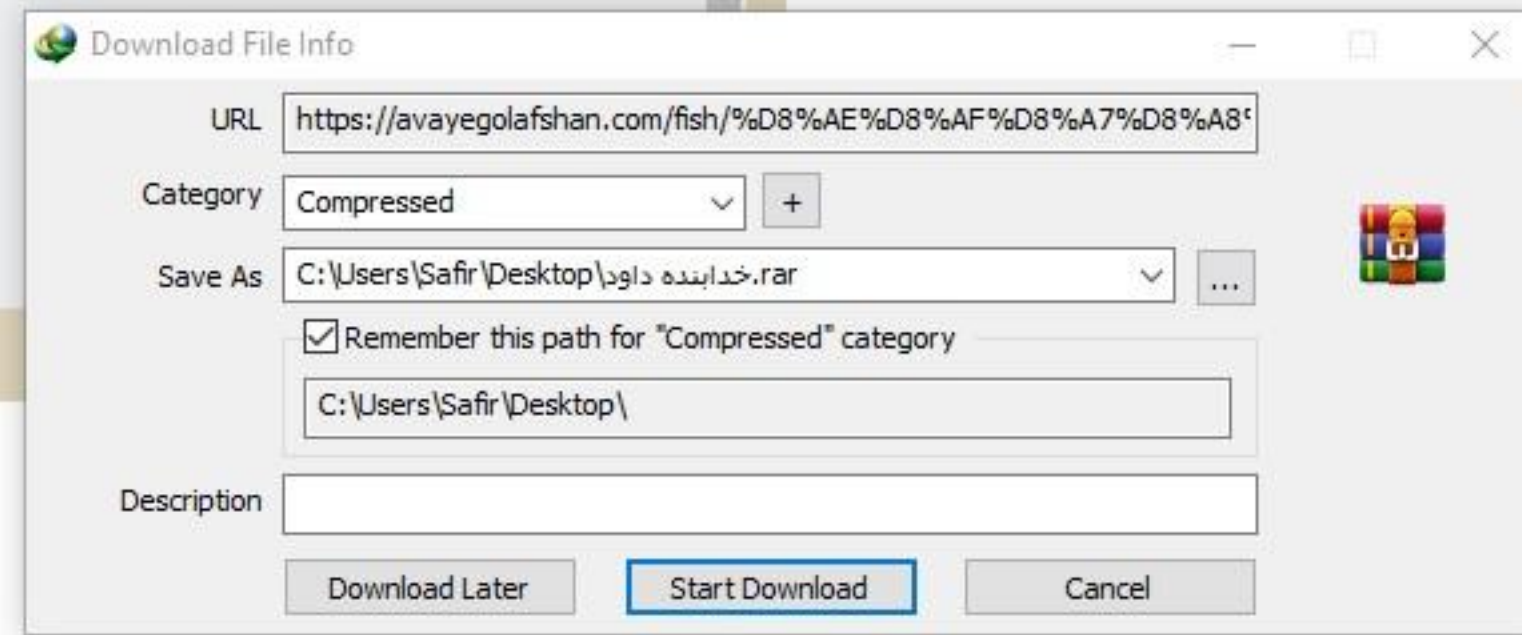 Download File Info
URL https://avayegolafshan.com/fish/%D8%AE%D8%AF%D8%A7%D8%A8%
Category Compressed +
Save As C:\Users\Safir\Desktop\خدابنده داود.rar ...
Remember this path for "Compressed" category
C:\Users\Safir\Desktop\
Description
Download Later Start Download Cancel